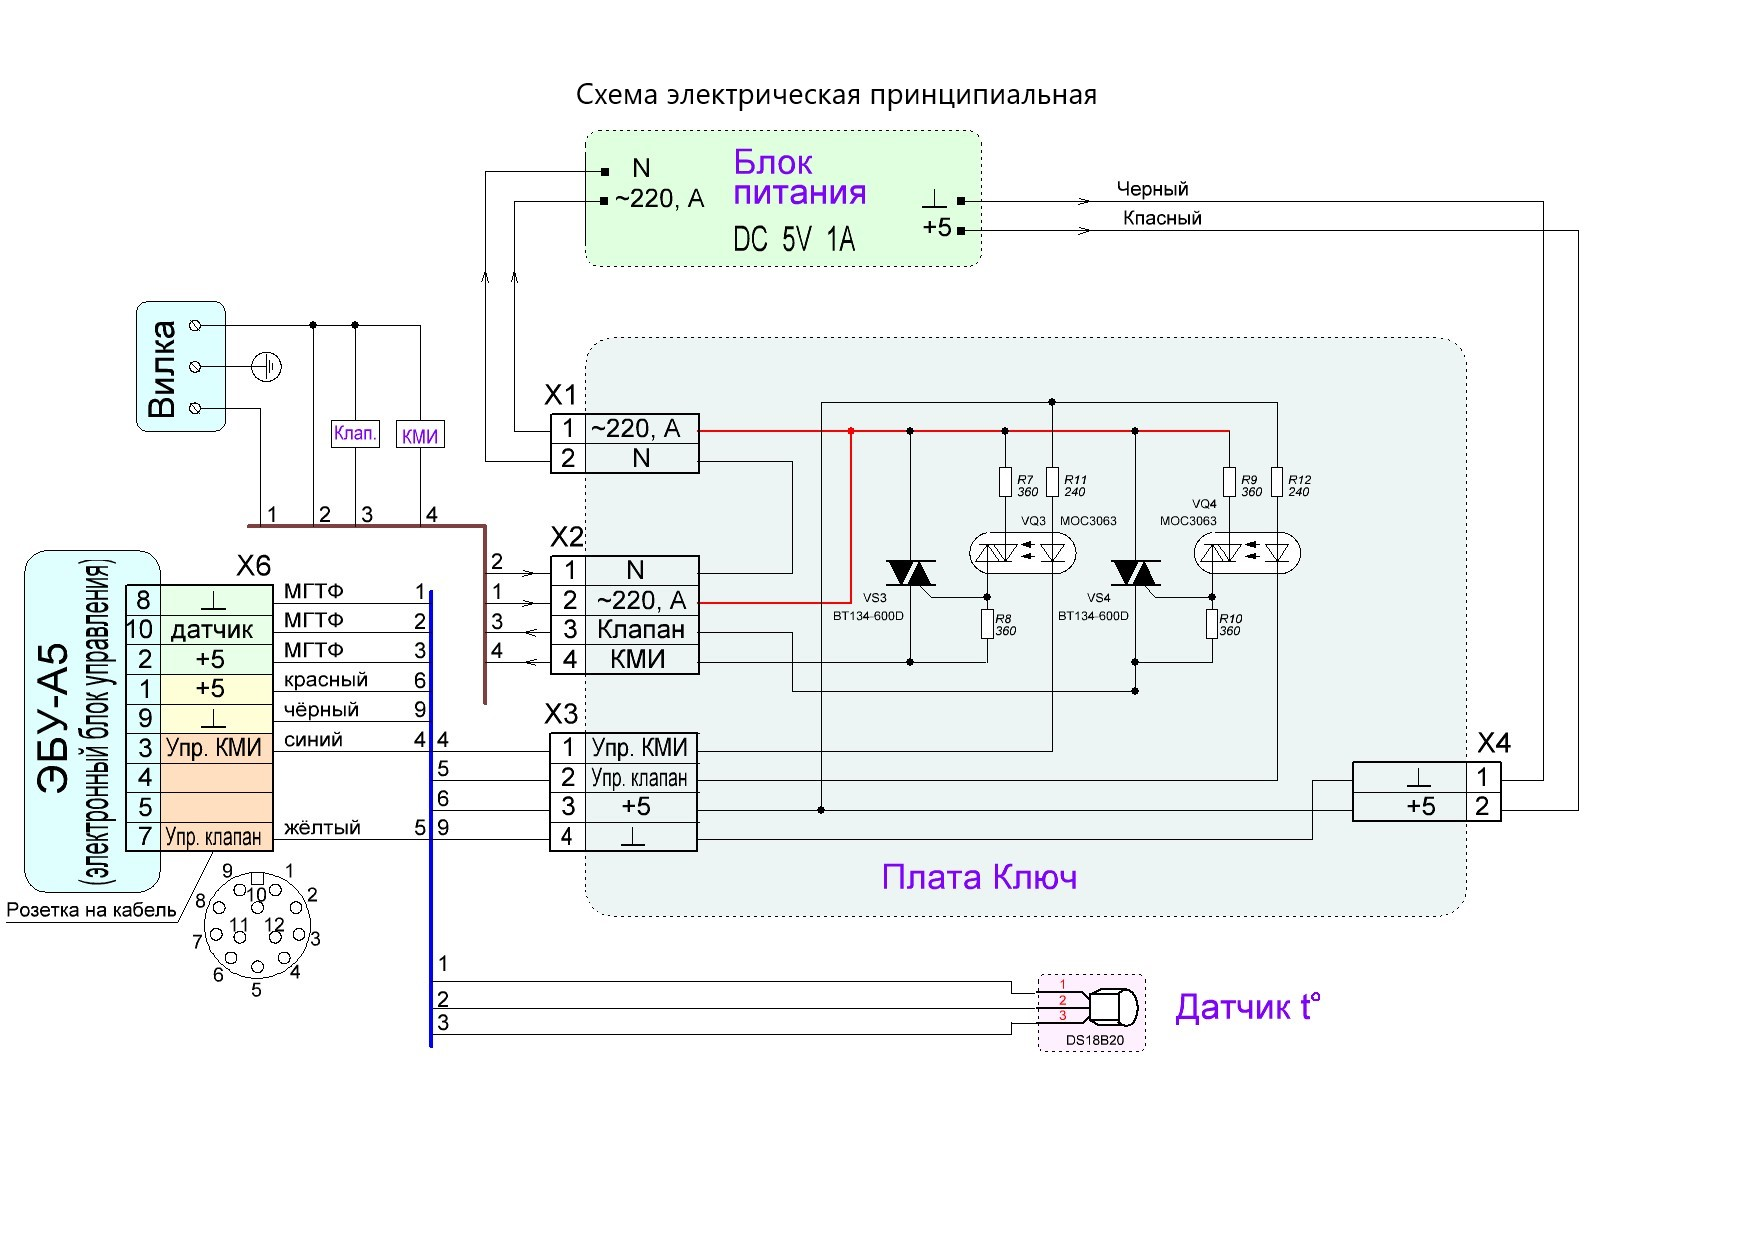 Схема электрическая принципиальная
N
~220, А
Блок
питания
DC 5V 1A
⊥
+5
Черный
Кпасный
Вилка
Клап.
КМИ
1
2
3
4
X1
1 ~220, А
2 N
X2
1 N
2 ~220, А
3 Клапан
4 КМИ
2
1
3
4
R7
360
R11
240
R9
360
R12
240
VQ3
MOC3063
VQ4
MOC3063
VS3
BT134-600D
R8
360
VS4
BT134-600D
R10
360
ЭБУ-А5
(электронный блок управления)
X6
8 ⊥ МГТФ 1
10 датчик МГТФ 2
2 +5 МГТФ 3
1 +5 красный 6
9 ⊥ чёрный 9
3 Упр. КМИ синий 4
4
5
7 Упр. клапан жёлтый 5
4
5
6
9
X3
1 Упр. КМИ
2 Упр. клапан
3 +5
4 ⊥
X4
⊥ 1
+5 2
Плата Ключ
Розетка на кабель
9
1
8
10
2
11
12
7
3
6
4
5
1
2
3
1
2
3
DS18B20
Датчик t°